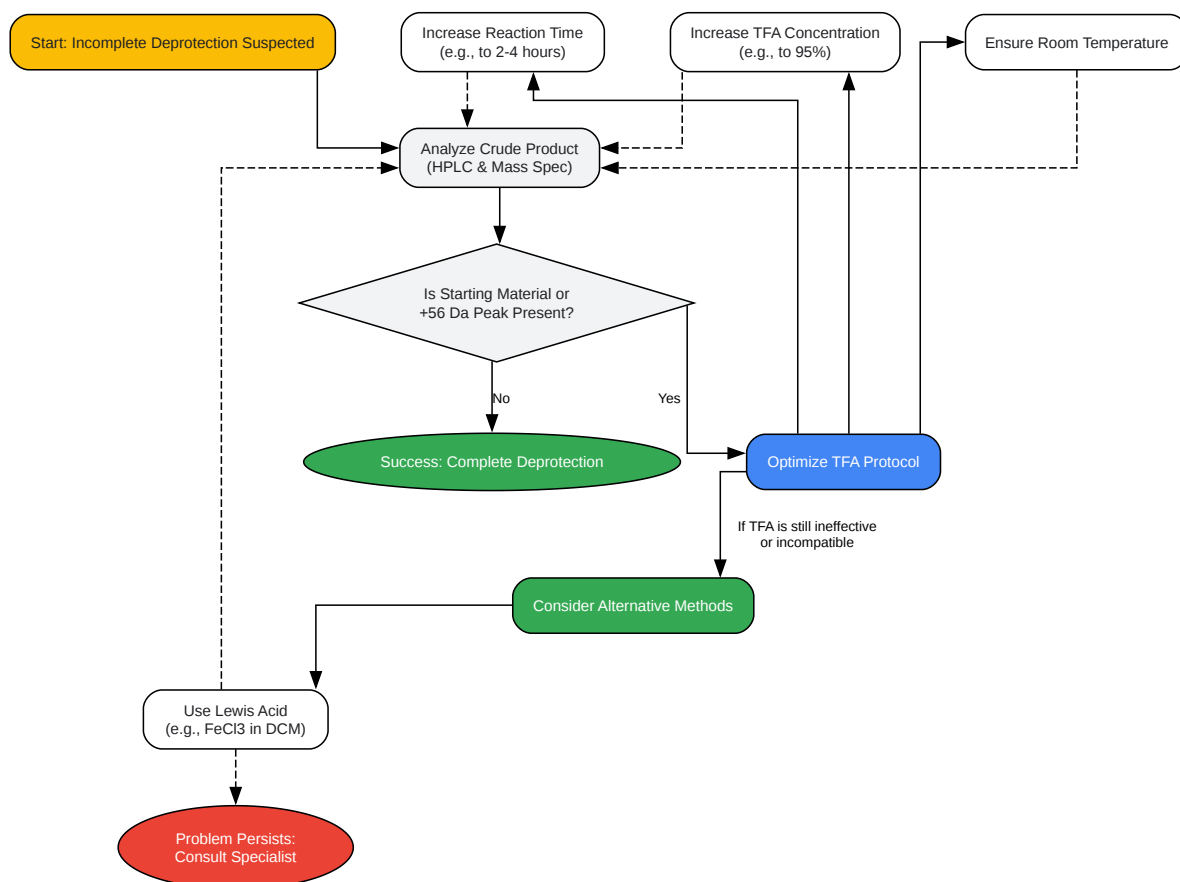 Start: Incomplete Deprotection Suspected
Increase Reaction Time
(e.g., to 2-4 hours)
Increase TFA Concentration
(e.g., to 95%)
Ensure Room Temperature
Analyze Crude Product
(HPLC & Mass Spec)
Is Starting Material or
+56 Da Peak Present?
No
Yes
Success: Complete Deprotection
Optimize TFA Protocol
If TFA is still ineffective
or incompatible
Consider Alternative Methods
Use Lewis Acid
(e.g., FeCl3 in DCM)
Problem Persists:
Consult Specialist